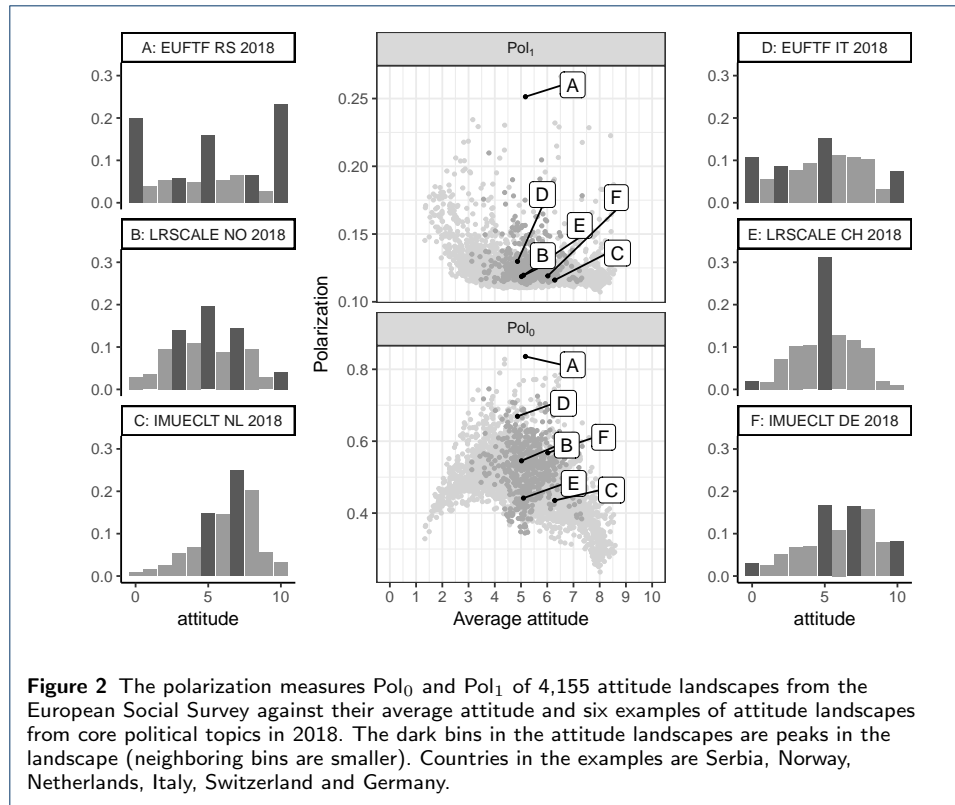 A: EUFTF RS 2018
0.3
0.2
0.1
0.0
B: LRSCALE NO 2018
0.3
0.2
0.1
0.0
C: IMUECLT NL 2018
0.3
0.2
0.1
0.0
0 5 10
attitude
Polarization
Pol₁
0.25
0.20
0.15
0.10
A
D
F
E
B
C
Pol₀
0.8
0.6
0.4
A
D
B
F
E
C
0 1 2 3 4 5 6 7 8 9 10
Average attitude
D: EUFTF IT 2018
0.3
0.2
0.1
0.0
E: LRSCALE CH 2018
0.3
0.2
0.1
0.0
F: IMUECLT DE 2018
0.3
0.2
0.1
0.0
0 5 10
attitude
Figure 2 The polarization measures Pol₀ and Pol₁ of 4,155 attitude landscapes from the
European Social Survey against their average attitude and six examples of attitude landscapes
from core political topics in 2018. The dark bins in the attitude landscapes are peaks in the
landscape (neighboring bins are smaller). Countries in the examples are Serbia, Norway,
Netherlands, Italy, Switzerland and Germany.